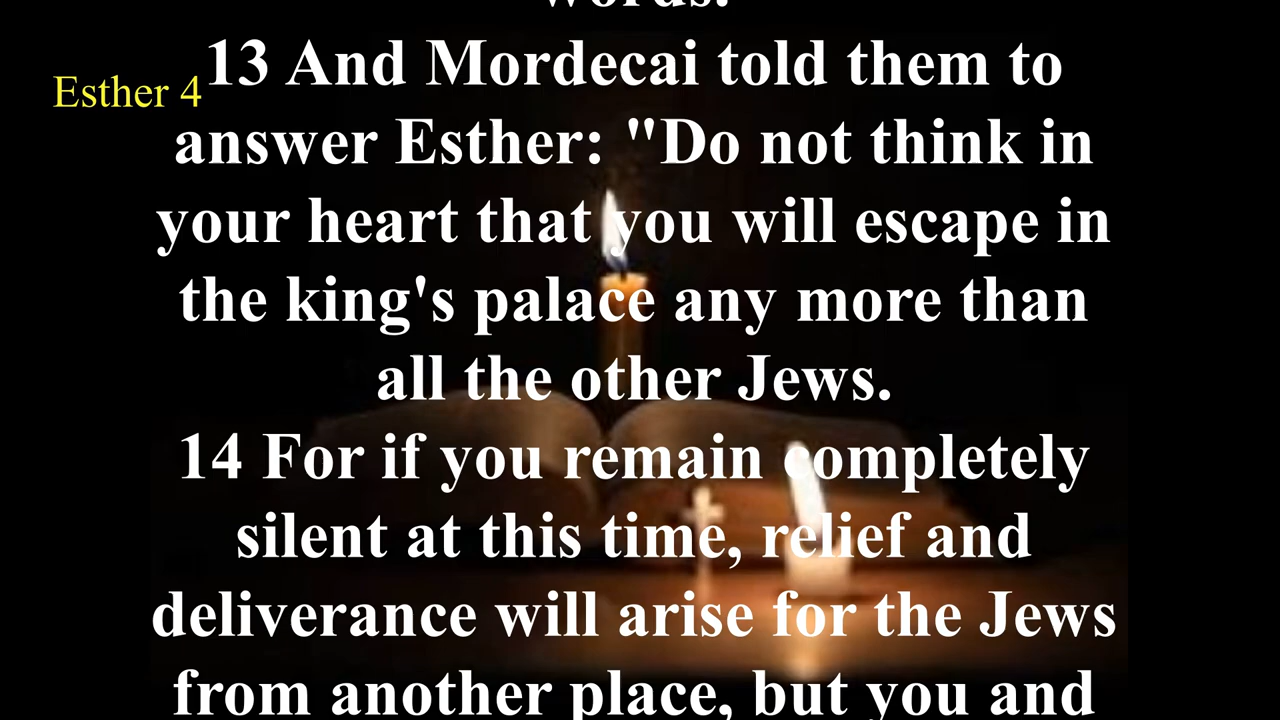 words.
Esther 4
13 And Mordecai told them to
answer Esther: "Do not think in
your heart that you will escape in
the king's palace any more than
all the other Jews.
14 For if you remain completely
silent at this time, relief and
deliverance will arise for the Jews
from another place, but you and